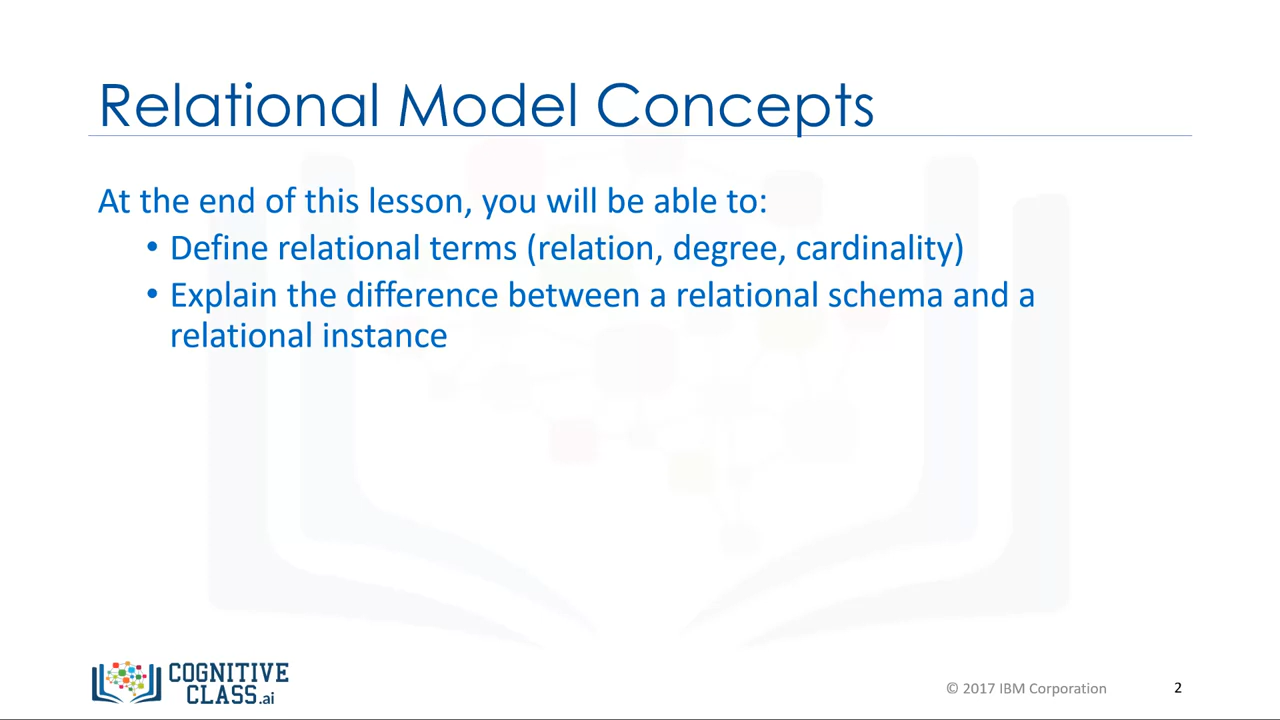 Relational Model Concepts
At the end of this lesson, you will be able to:
• Define relational terms (relation, degree, cardinality)
• Explain the difference between a relational schema and a
relational instance
COGNITIVE
CLASS.ai
© 2017 IBM Corporation
2